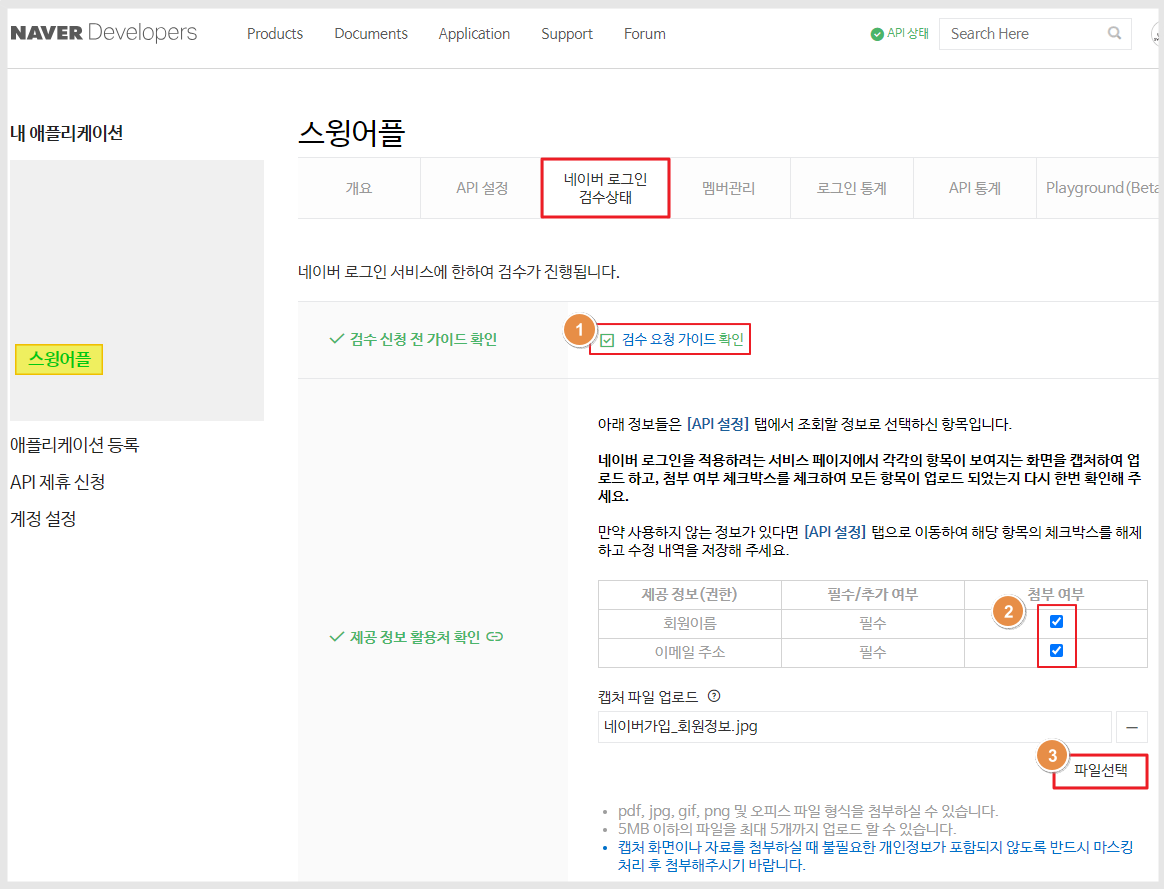 NAVER Developers Products Documents Application Support Forum API 상태 Search Here
내 애플리케이션
스윙어플
애플리케이션 등록
API 제휴 신청
계정 설정
스윙어플
개요 API 설정 네이버 로그인 검수상태 멤버관리 로그인 통계 API 통계 Playground(Beta
네이버 로그인 서비스에 한하여 검수가 진행됩니다.
검수 신청 전 가이드 확인
1 검수 요청 가이드 확인
제공 정보 활용처 확인
아래 정보들은 [API 설정] 탭에서 조회할 정보로 선택하신 항목입니다.
네이버 로그인을 적용하려는 서비스 페이지에서 각각의 항목이 보여지는 화면을 캡처하여 업
로드 하고, 첨부 여부 체크박스를 체크하여 모든 항목이 업로드 되었는지 다시 한번 확인해 주
세요.
만약 사용하지 않는 정보가 있다면 [API 설정] 탭으로 이동하여 해당 항목의 체크박스를 해제
하고 수정 내역을 저장해 주세요.
제공 정보(권한) 필수/추가 여부 첨부 여부
회원이름 필수 2
이메일 주소 필수
캡처 파일 업로드 ?
네이버가입_회원정보.jpg
3 파일선택
• pdf, jpg, gif, png 및 오피스 파일 형식을 첨부하실 수 있습니다.
• 5MB 이하의 파일을 최대 5개까지 업로드 할 수 있습니다.
• 캡처 화면이나 자료를 첨부하실 때 불필요한 개인정보가 포함되지 않도록 반드시 마스킹
처리 후 첨부해주시기 바랍니다.